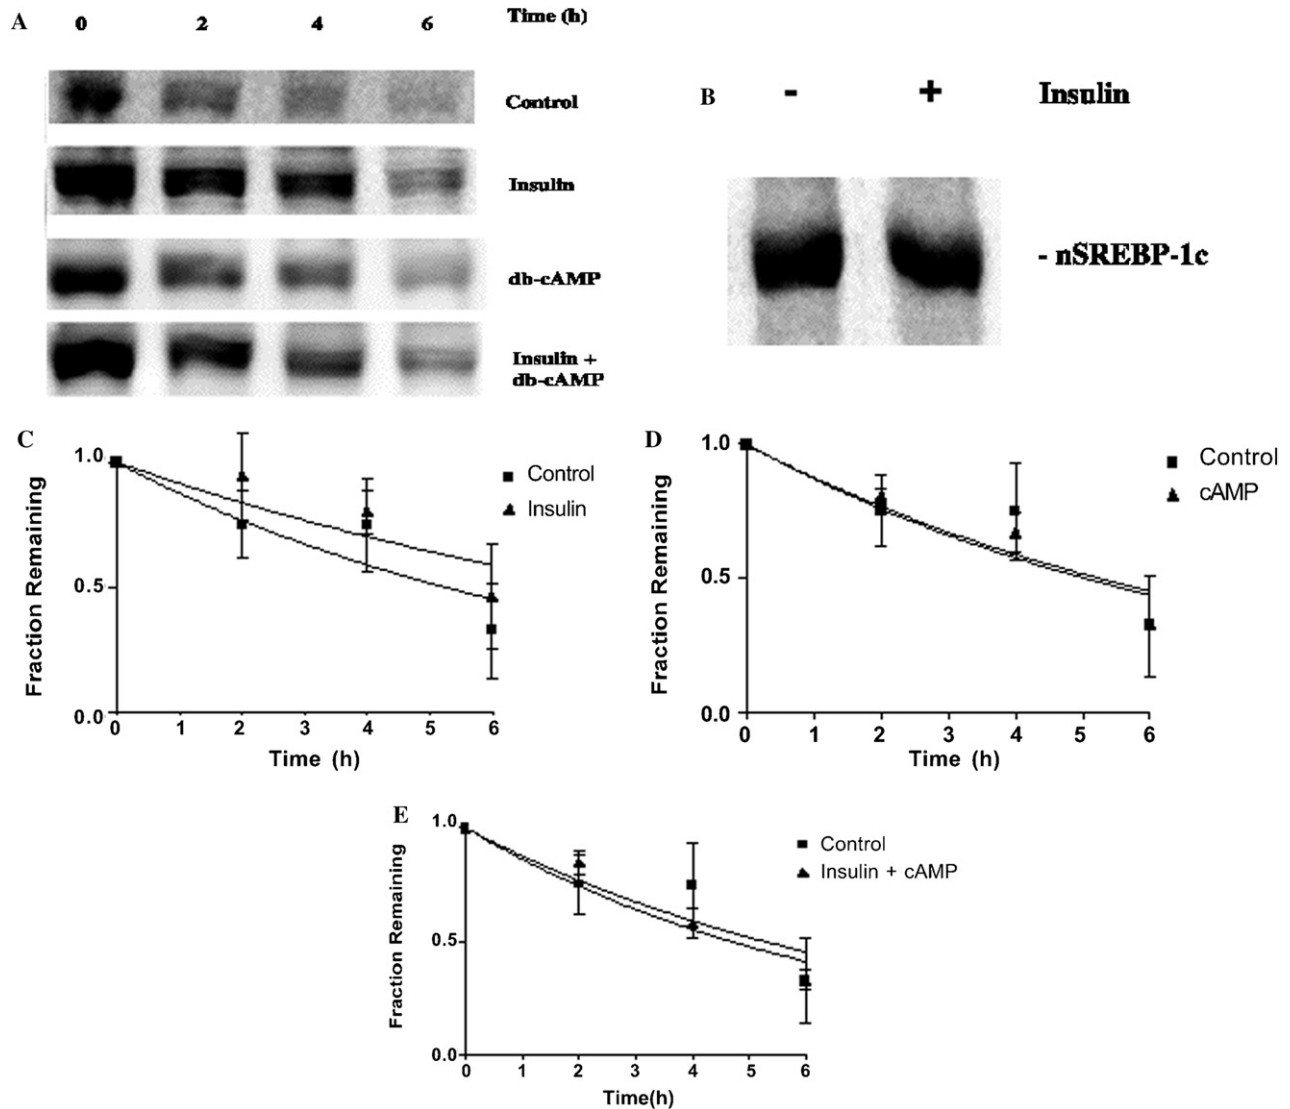 A 0 2 4 6 Time (h)
Control
Insulin
db-cAMP
Insulin +
db-cAMP
B - + Insulin
- nSREBP-1c
C
1.0
0.5
0.0
Fraction Remaining
0 1 2 3 4 5 6
Time (h)
Control
Insulin
D
1.0
0.5
0.0
Fraction Remaining
0 1 2 3 4 5 6
Time (h)
Control
cAMP
E
1.0
0.5
0.0
Fraction Remaining
0 1 2 3 4 5 6
Time(h)
Control
Insulin + cAMP